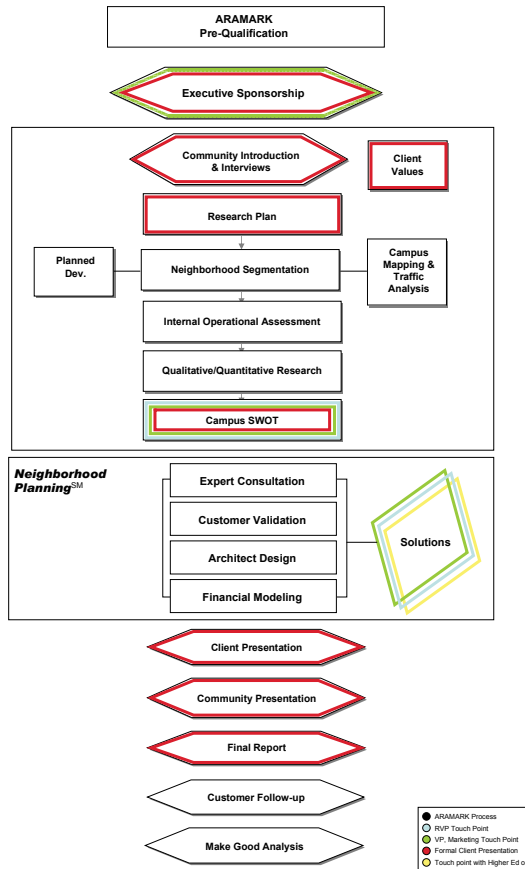 ARAMARK
Pre-Qualification
Executive Sponsorship
Community Introduction
& Interviews
Client
Values
Research Plan
Planned
Dev.
Neighborhood Segmentation
Campus
Mapping &
Traffic
Analysis
Internal Operational Assessment
Qualitative/Quantitative Research
Campus SWOT
Neighborhood
Planning℠
Expert Consultation
Customer Validation
Architect Design
Financial Modeling
Solutions
Client Presentation
Community Presentation
Final Report
Customer Follow-up
Make Good Analysis
ARAMARK Process
RVP Touch Point
VP, Marketing Touch Point
Formal Client Presentation
Touch point with Higher Ed o